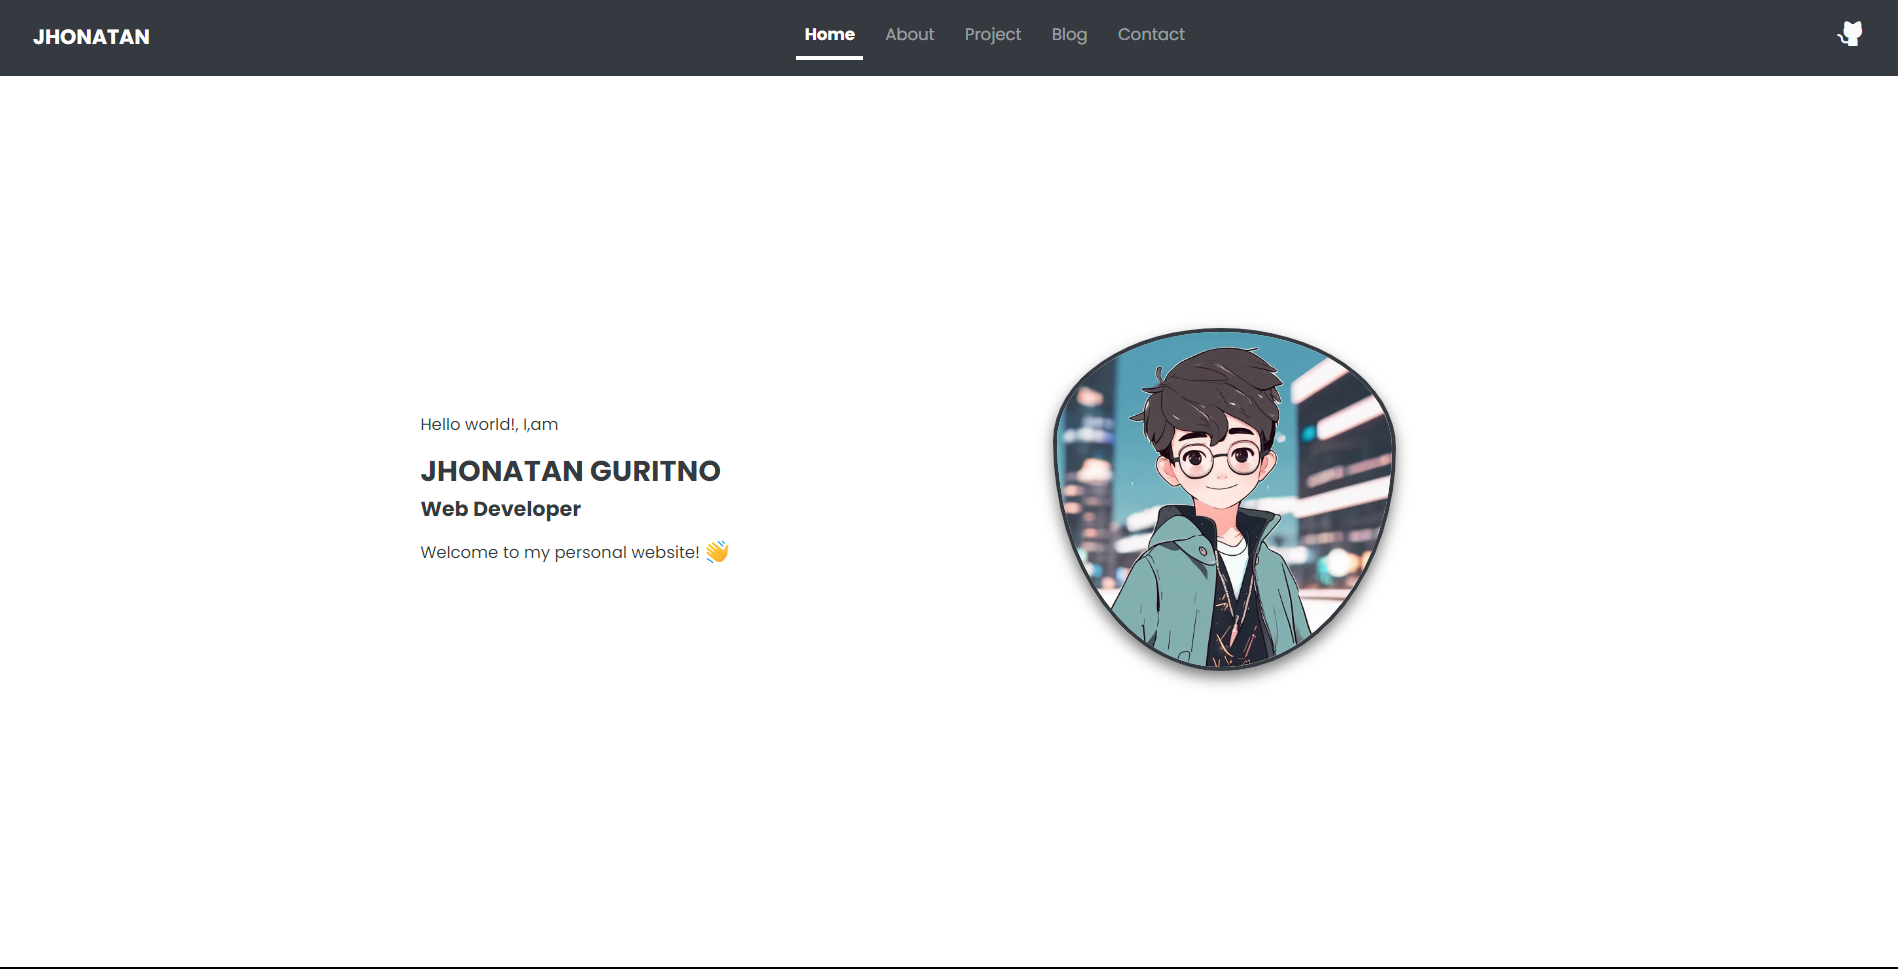 JHONATAN
Home About Project Blog Contact
Hello world!, I,am
JHONATAN GURITNO
Web Developer
Welcome to my personal website! 👋